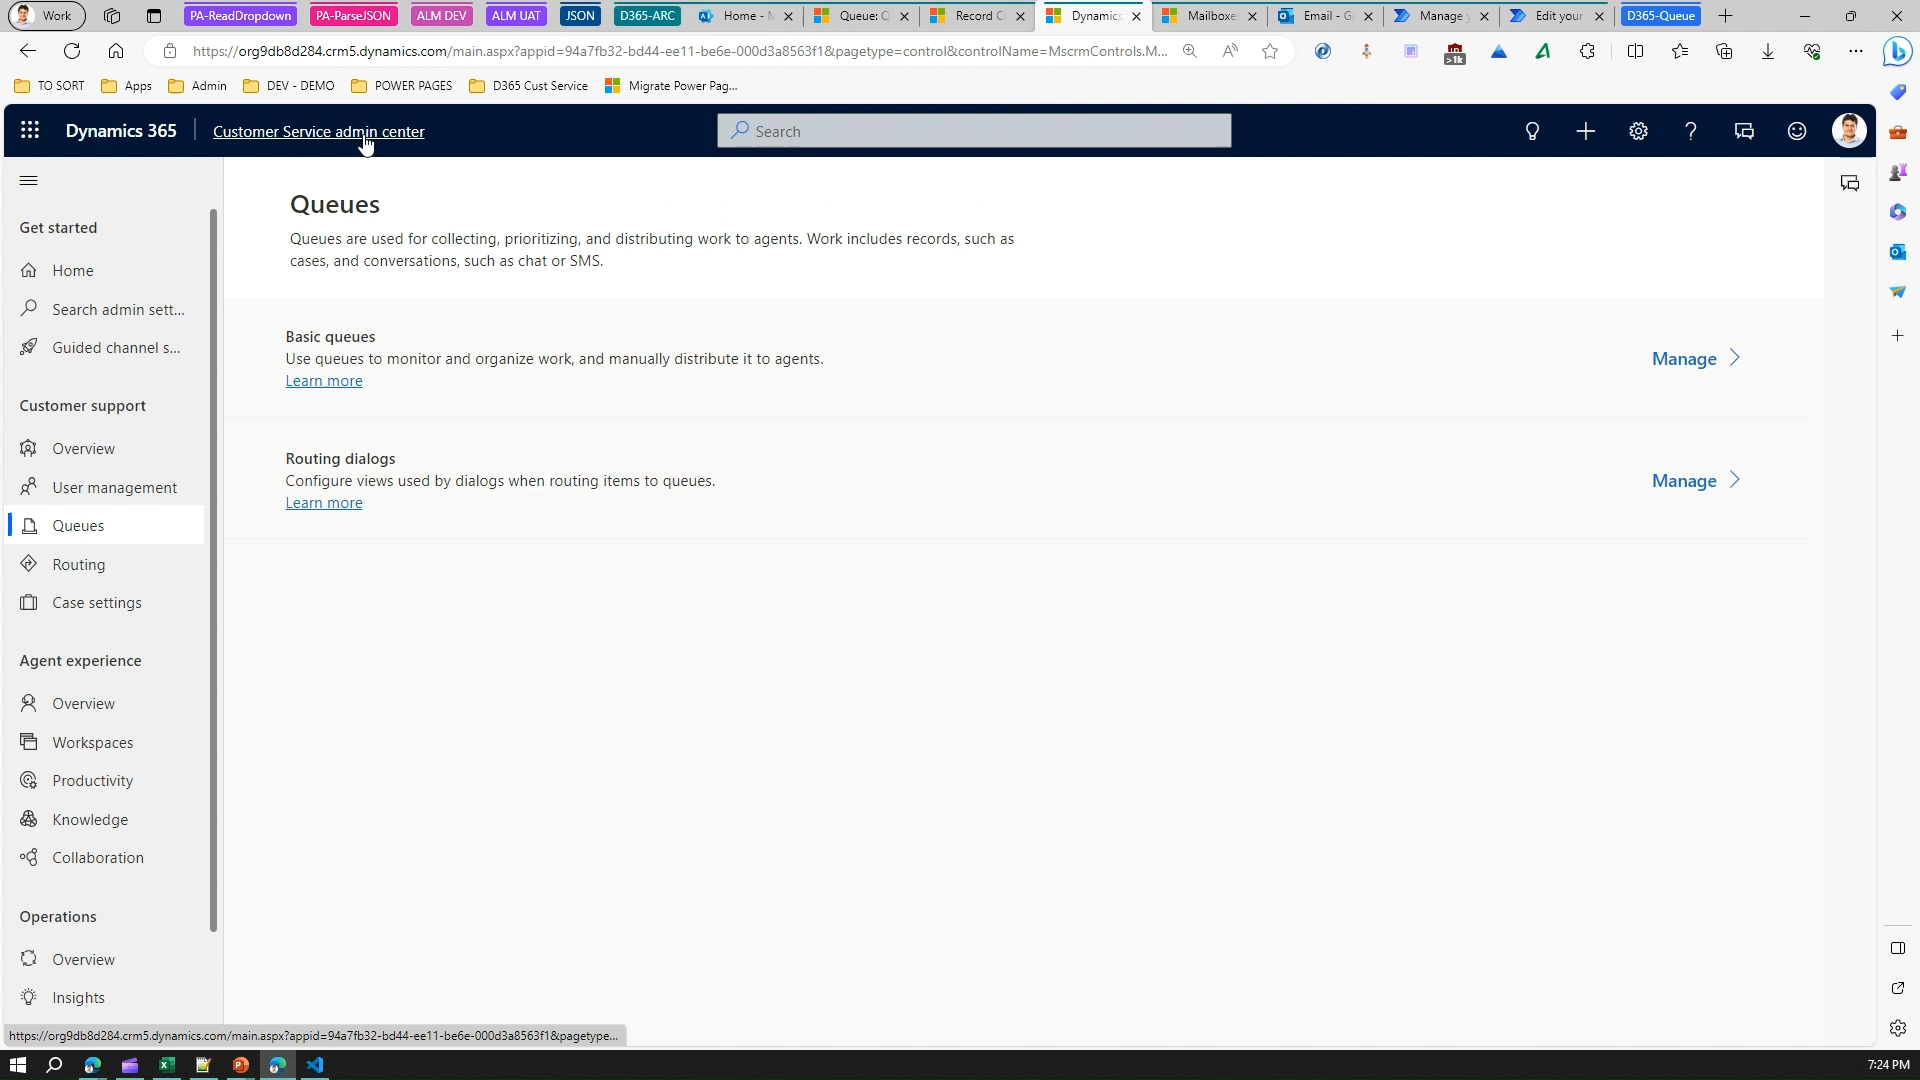 Work
PA-ReadDropdown
PA-ParseJSON
ALM DEV
ALM UAT
JSON
D365-ARC
Home -
Queue: Q
Record C
Dynamics
Mailboxe
Email - G
Manage
Edit your
D365-Queue
https://org9db8d284.crm5.dynamics.com/main.aspx?appid=94a7fb32-bd44-ee11-be6e-000d3a8563f1&pagetype=control&controlName=MscrmControls.M...
>1k
TO SORT
Apps
Admin
DEV - DEMO
POWER PAGES
D365 Cust Service
Migrate Power Pag...
Dynamics 365
Customer Service admin center
Search
Get started
Home
Search admin sett...
Guided channel s...
Customer support
Overview
User management
Queues
Routing
Case settings
Agent experience
Overview
Workspaces
Productivity
Knowledge
Collaboration
Operations
Overview
Insights
Queues
Queues are used for collecting, prioritizing, and distributing work to agents. Work includes records, such as
cases, and conversations, such as chat or SMS.
Basic queues
Use queues to monitor and organize work, and manually distribute it to agents.
Learn more
Manage
Routing dialogs
Configure views used by dialogs when routing items to queues.
Learn more
Manage
https://org9db8d284.crm5.dynamics.com/main.aspx?appid=94a7fb32-bd44-ee11-be6e-000d3a8563f1&pagetype...
7:24 PM